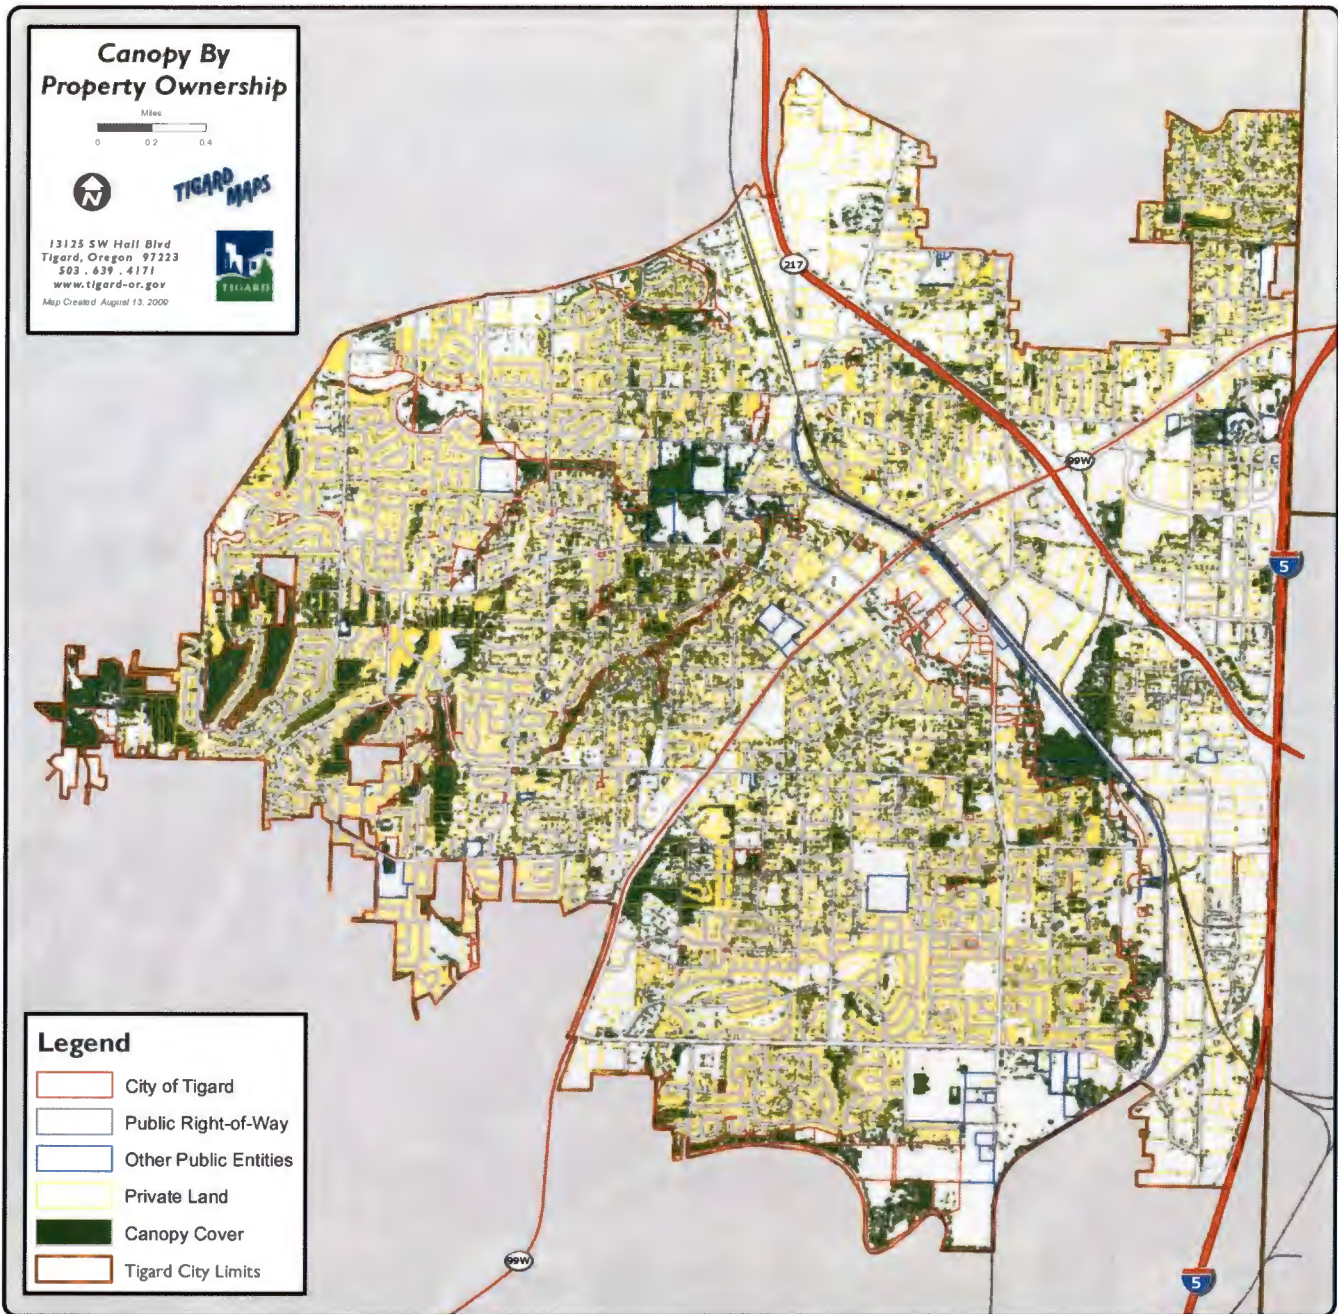 Canopy By
Property Ownership
Miles
0 0.2 0.4
N
TIGARD
MAPS
13125 SW Hall Blvd
Tigard, Oregon 97223
503 . 639 . 4171
www.tigard-or.gov
Map Created August 13, 2009
TIGARD
217
99W
5
99W
5
Legend
City of Tigard
Public Right-of-Way
Other Public Entities
Private Land
Canopy Cover
Tigard City Limits